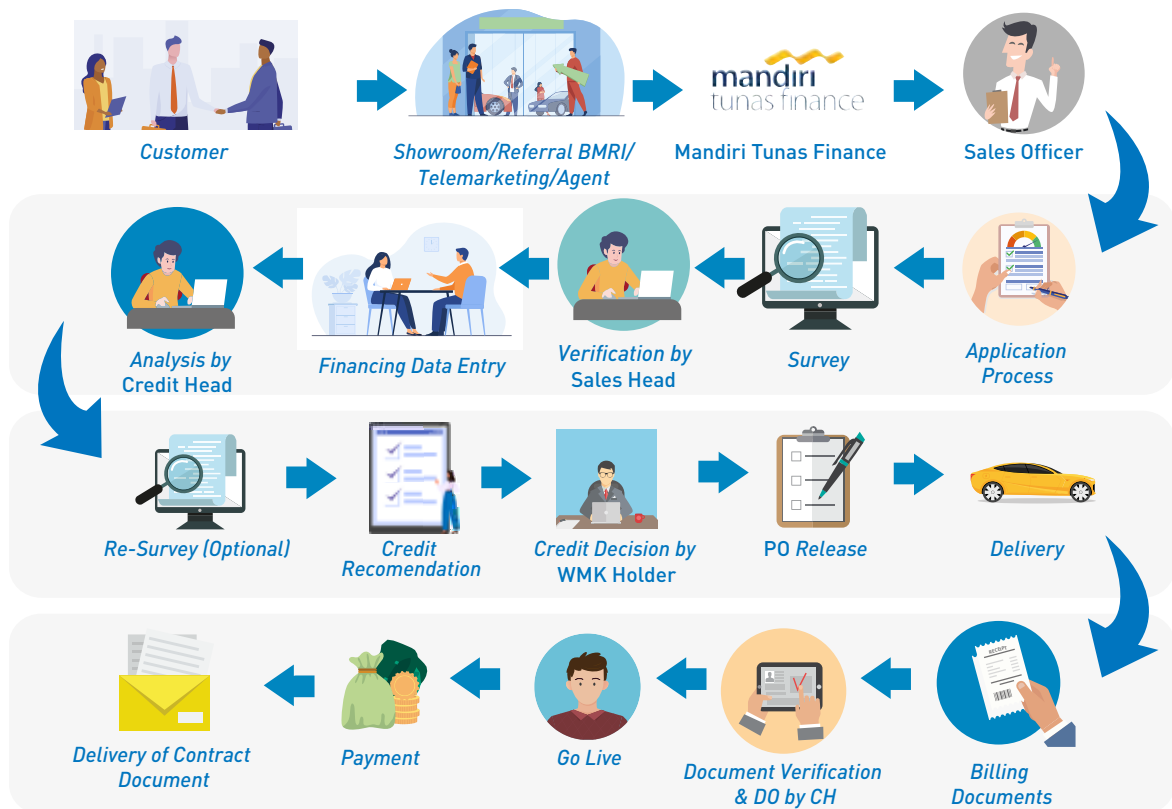 mandiri
tunas finance
Customer
Showroom/Referral BMRI/
Telemarketing/Agent
Mandiri Tunas Finance
Sales Officer
Application
Process
Survey
Verification by
Sales Head
Financing Data Entry
Analysis by
Credit Head
Re-Survey (Optional)
Credit
Recomendation
Credit Decision by
WMK Holder
PO Release
Delivery
RECEIPT
Billing
Documents
Document Verification
& DO by CH
Go Live
Payment
Delivery of Contract
Document